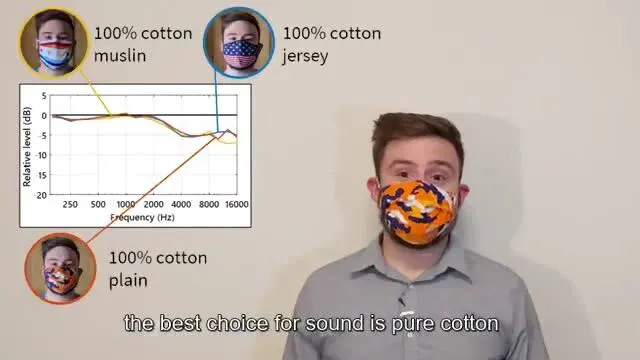 100% cotton
muslin
100% cotton
jersey
5
0
-5
-10
-15
-20
Relative level (dB)
250 500 1000 2000 4000 8000 16000
Frequency (Hz)
100% cotton
plain
the best choice for sound is pure cotton